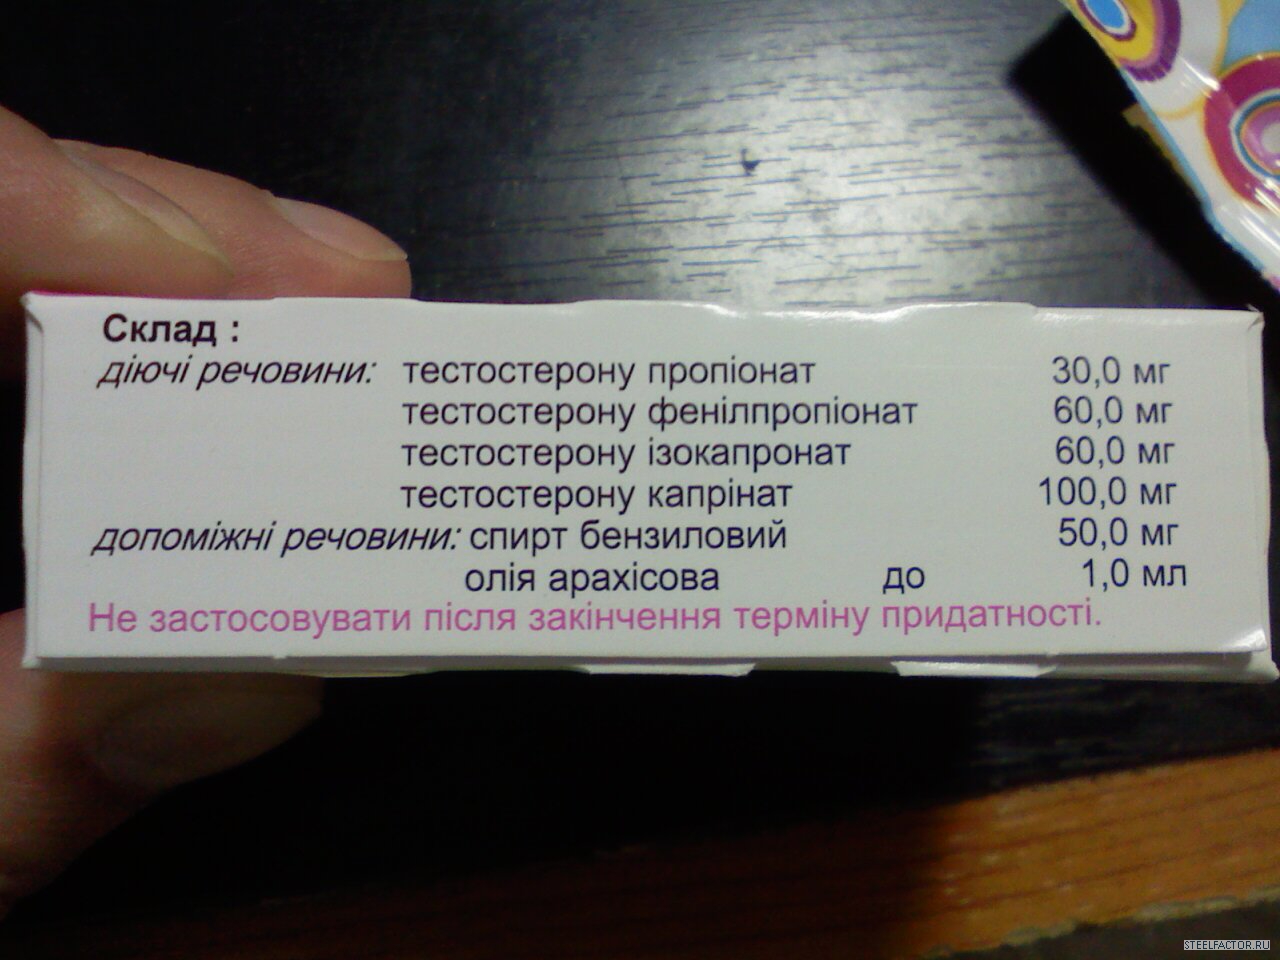 Склад :
діючі речовини: тестостерону пропіонат 30,0 мг
тестостерону фенілпропіонат 60,0 мг
тестостерону ізокапронат 60,0 мг
тестостерону капрінат 100,0 мг
допоміжні речовини: спирт бензиловий 50,0 мг
олія арахісова до 1,0 мл
Не застосовувати після закінчення терміну придатності.
STEELFACTOR.RU